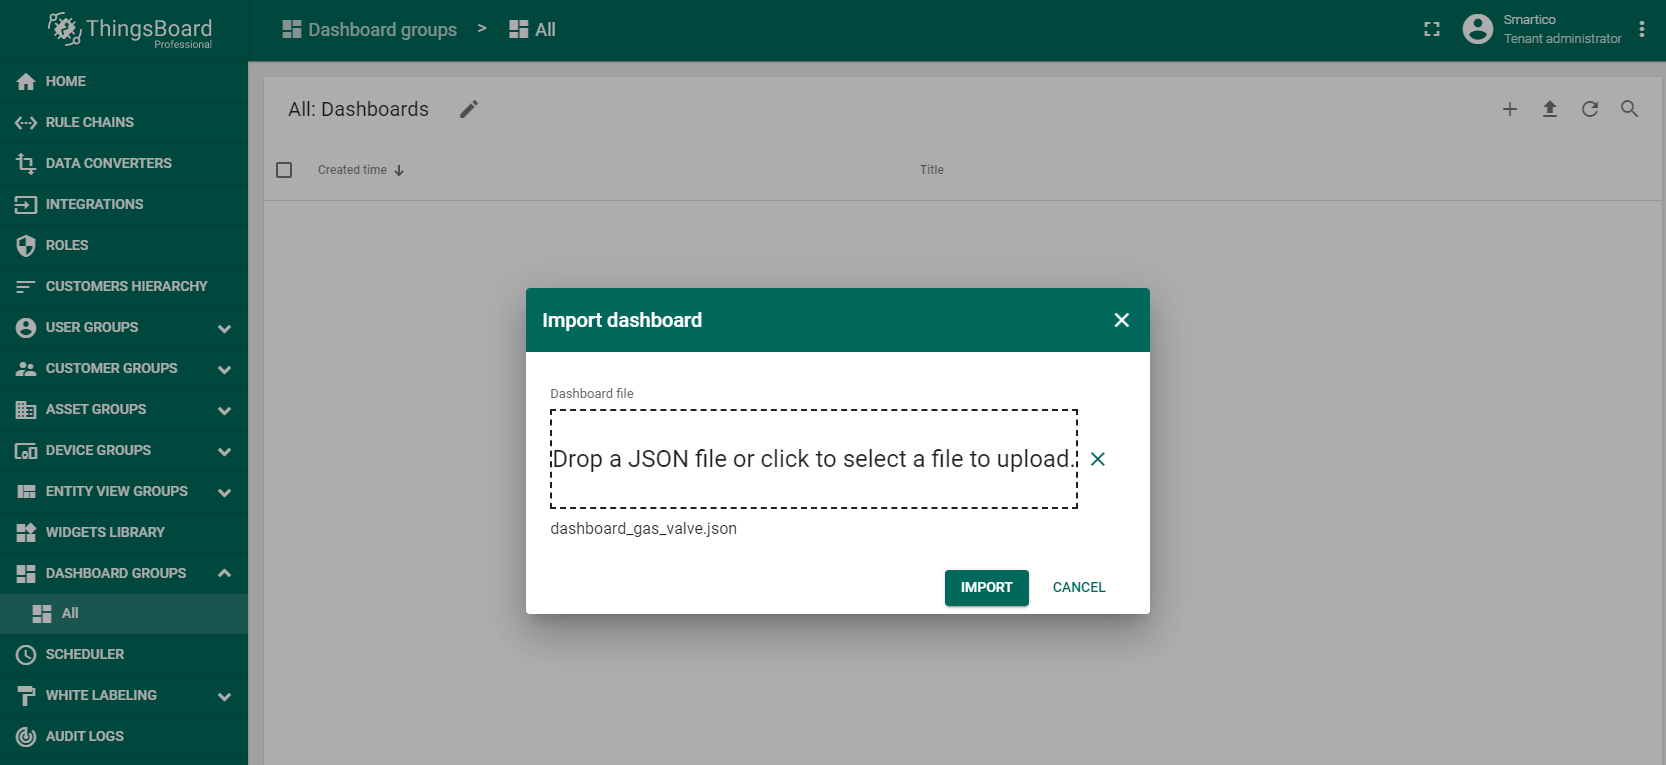 ThingsBoard
Professional
Dashboard groups > All
Smartico
Tenant administrator
HOME
RULE CHAINS
DATA CONVERTERS
INTEGRATIONS
ROLES
CUSTOMERS HIERARCHY
USER GROUPS
CUSTOMER GROUPS
ASSET GROUPS
DEVICE GROUPS
ENTITY VIEW GROUPS
WIDGETS LIBRARY
DASHBOARD GROUPS
All
SCHEDULER
WHITE LABELING
AUDIT LOGS
All: Dashboards
Created time Title
Import dashboard
Dashboard file
Drop a JSON file or click to select a file to upload.
dashboard_gas_valve.json
IMPORT CANCEL